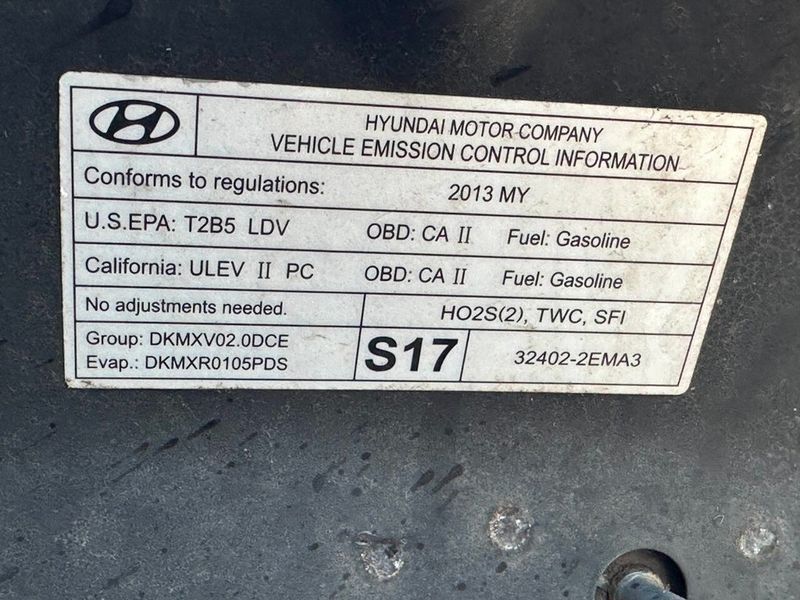 HYUNDAI MOTOR COMPANY
VEHICLE EMISSION CONTROL INFORMATION
Conforms to regulations: 2013 MY
U.S.EPA: T2B5 LDV OBD: CA II Fuel: Gasoline
California: ULEV II PC OBD: CA II Fuel: Gasoline
No adjustments needed. HO2S(2), TWC, SFI
Group: DKMXV02.0DCE
Evap.: DKMXR0105PDS
S17
32402-2EMA3